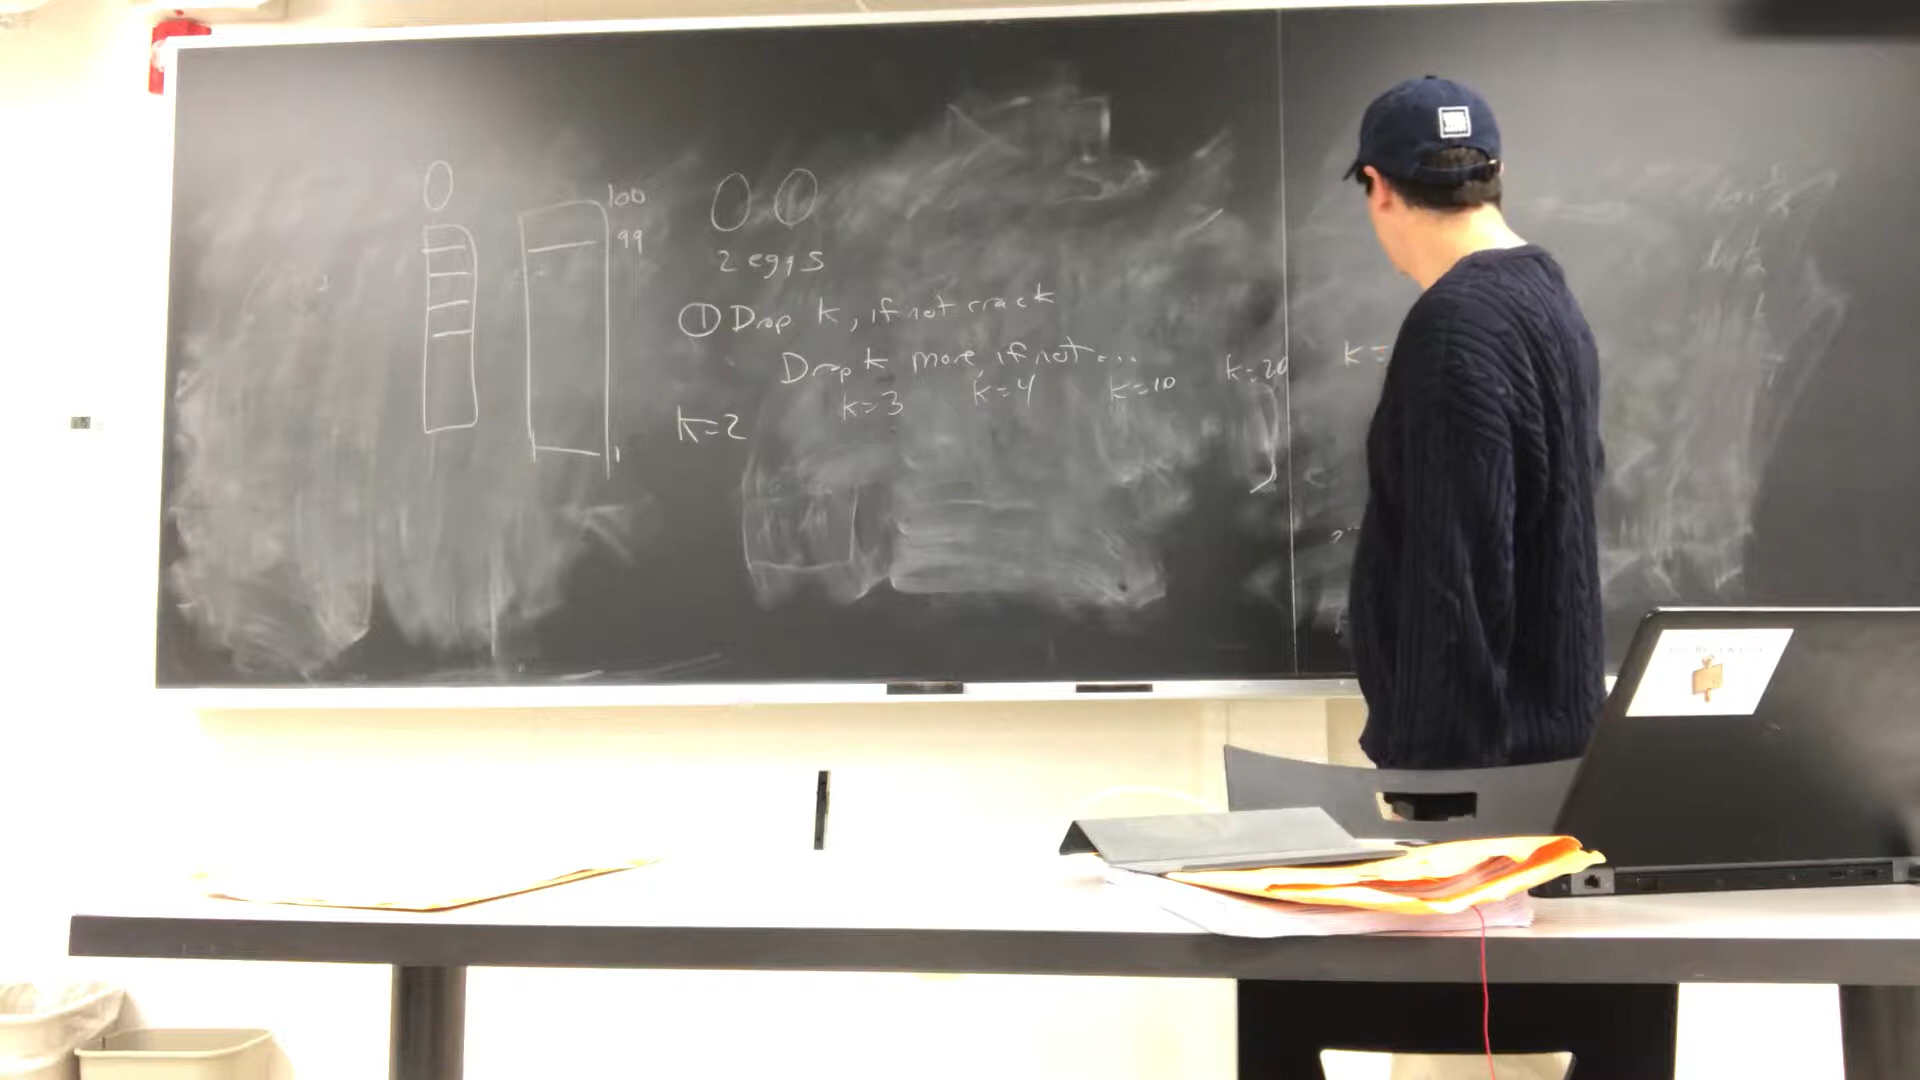 100
99
1
2 eggs
① Drop k, if not crack
Drop k more, if not...
k=2
k=3
k=4
k=10
k=20
k=